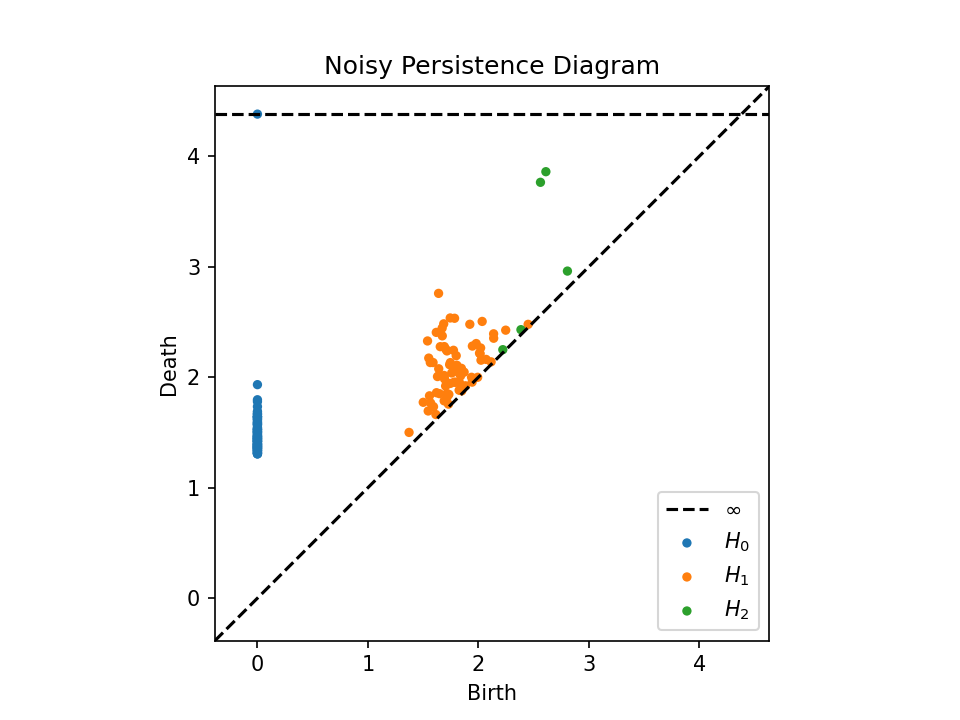 Noisy Persistence Diagram
Death
4
3
2
1
0
0 1 2 3 4
Birth
∞
H₀
H₁
H₂